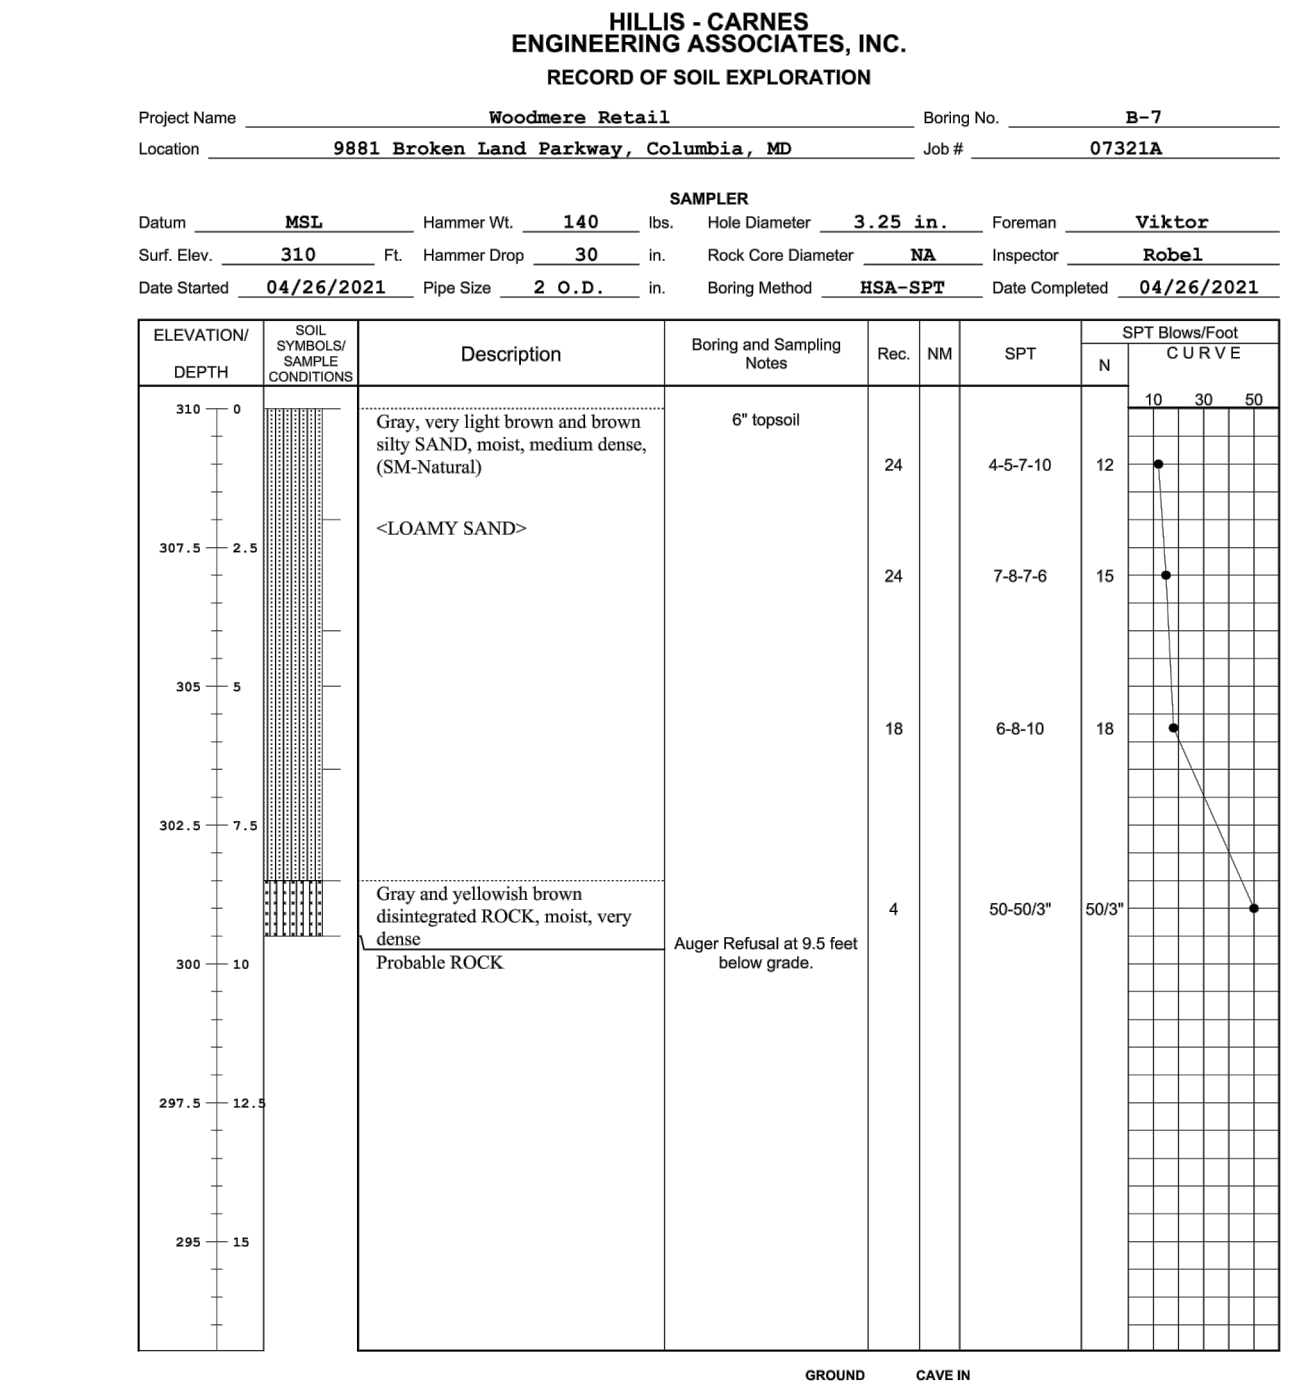 HILLIS - CARNES
ENGINEERING ASSOCIATES, INC.
RECORD OF SOIL EXPLORATION
Project Name Woodmere Retail Boring No. B-7
Location 9881 Broken Land Parkway, Columbia, MD Job # 07321A
SAMPLER
Datum MSL Hammer Wt. 140 lbs. Hole Diameter 3.25 in. Foreman Viktor
Surf. Elev. 310 Ft. Hammer Drop 30 in. Rock Core Diameter NA Inspector Robel
Date Started 04/26/2021 Pipe Size 2 O.D. in. Boring Method HSA-SPT Date Completed 04/26/2021
ELEVATION/
DEPTH
SOIL
SYMBOLS/
SAMPLE
CONDITIONS
Description
Boring and Sampling
Notes
Rec.
NM
SPT
SPT Blows/Foot
N
CURVE
10 30 50
310 0
6" topsoil
Gray, very light brown and brown
silty SAND, moist, medium dense,
(SM-Natural)
24 4-5-7-10 12
<LOAMY SAND>
307.5 2.5
24 7-8-7-6 15
305 5
18 6-8-10 18
302.5 7.5
Gray and yellowish brown
disintegrated ROCK, moist, very
dense
4 50-50/3" 50/3"
Auger Refusal at 9.5 feet
below grade.
300 10
Probable ROCK
297.5 12.5
295 15
GROUND CAVE IN